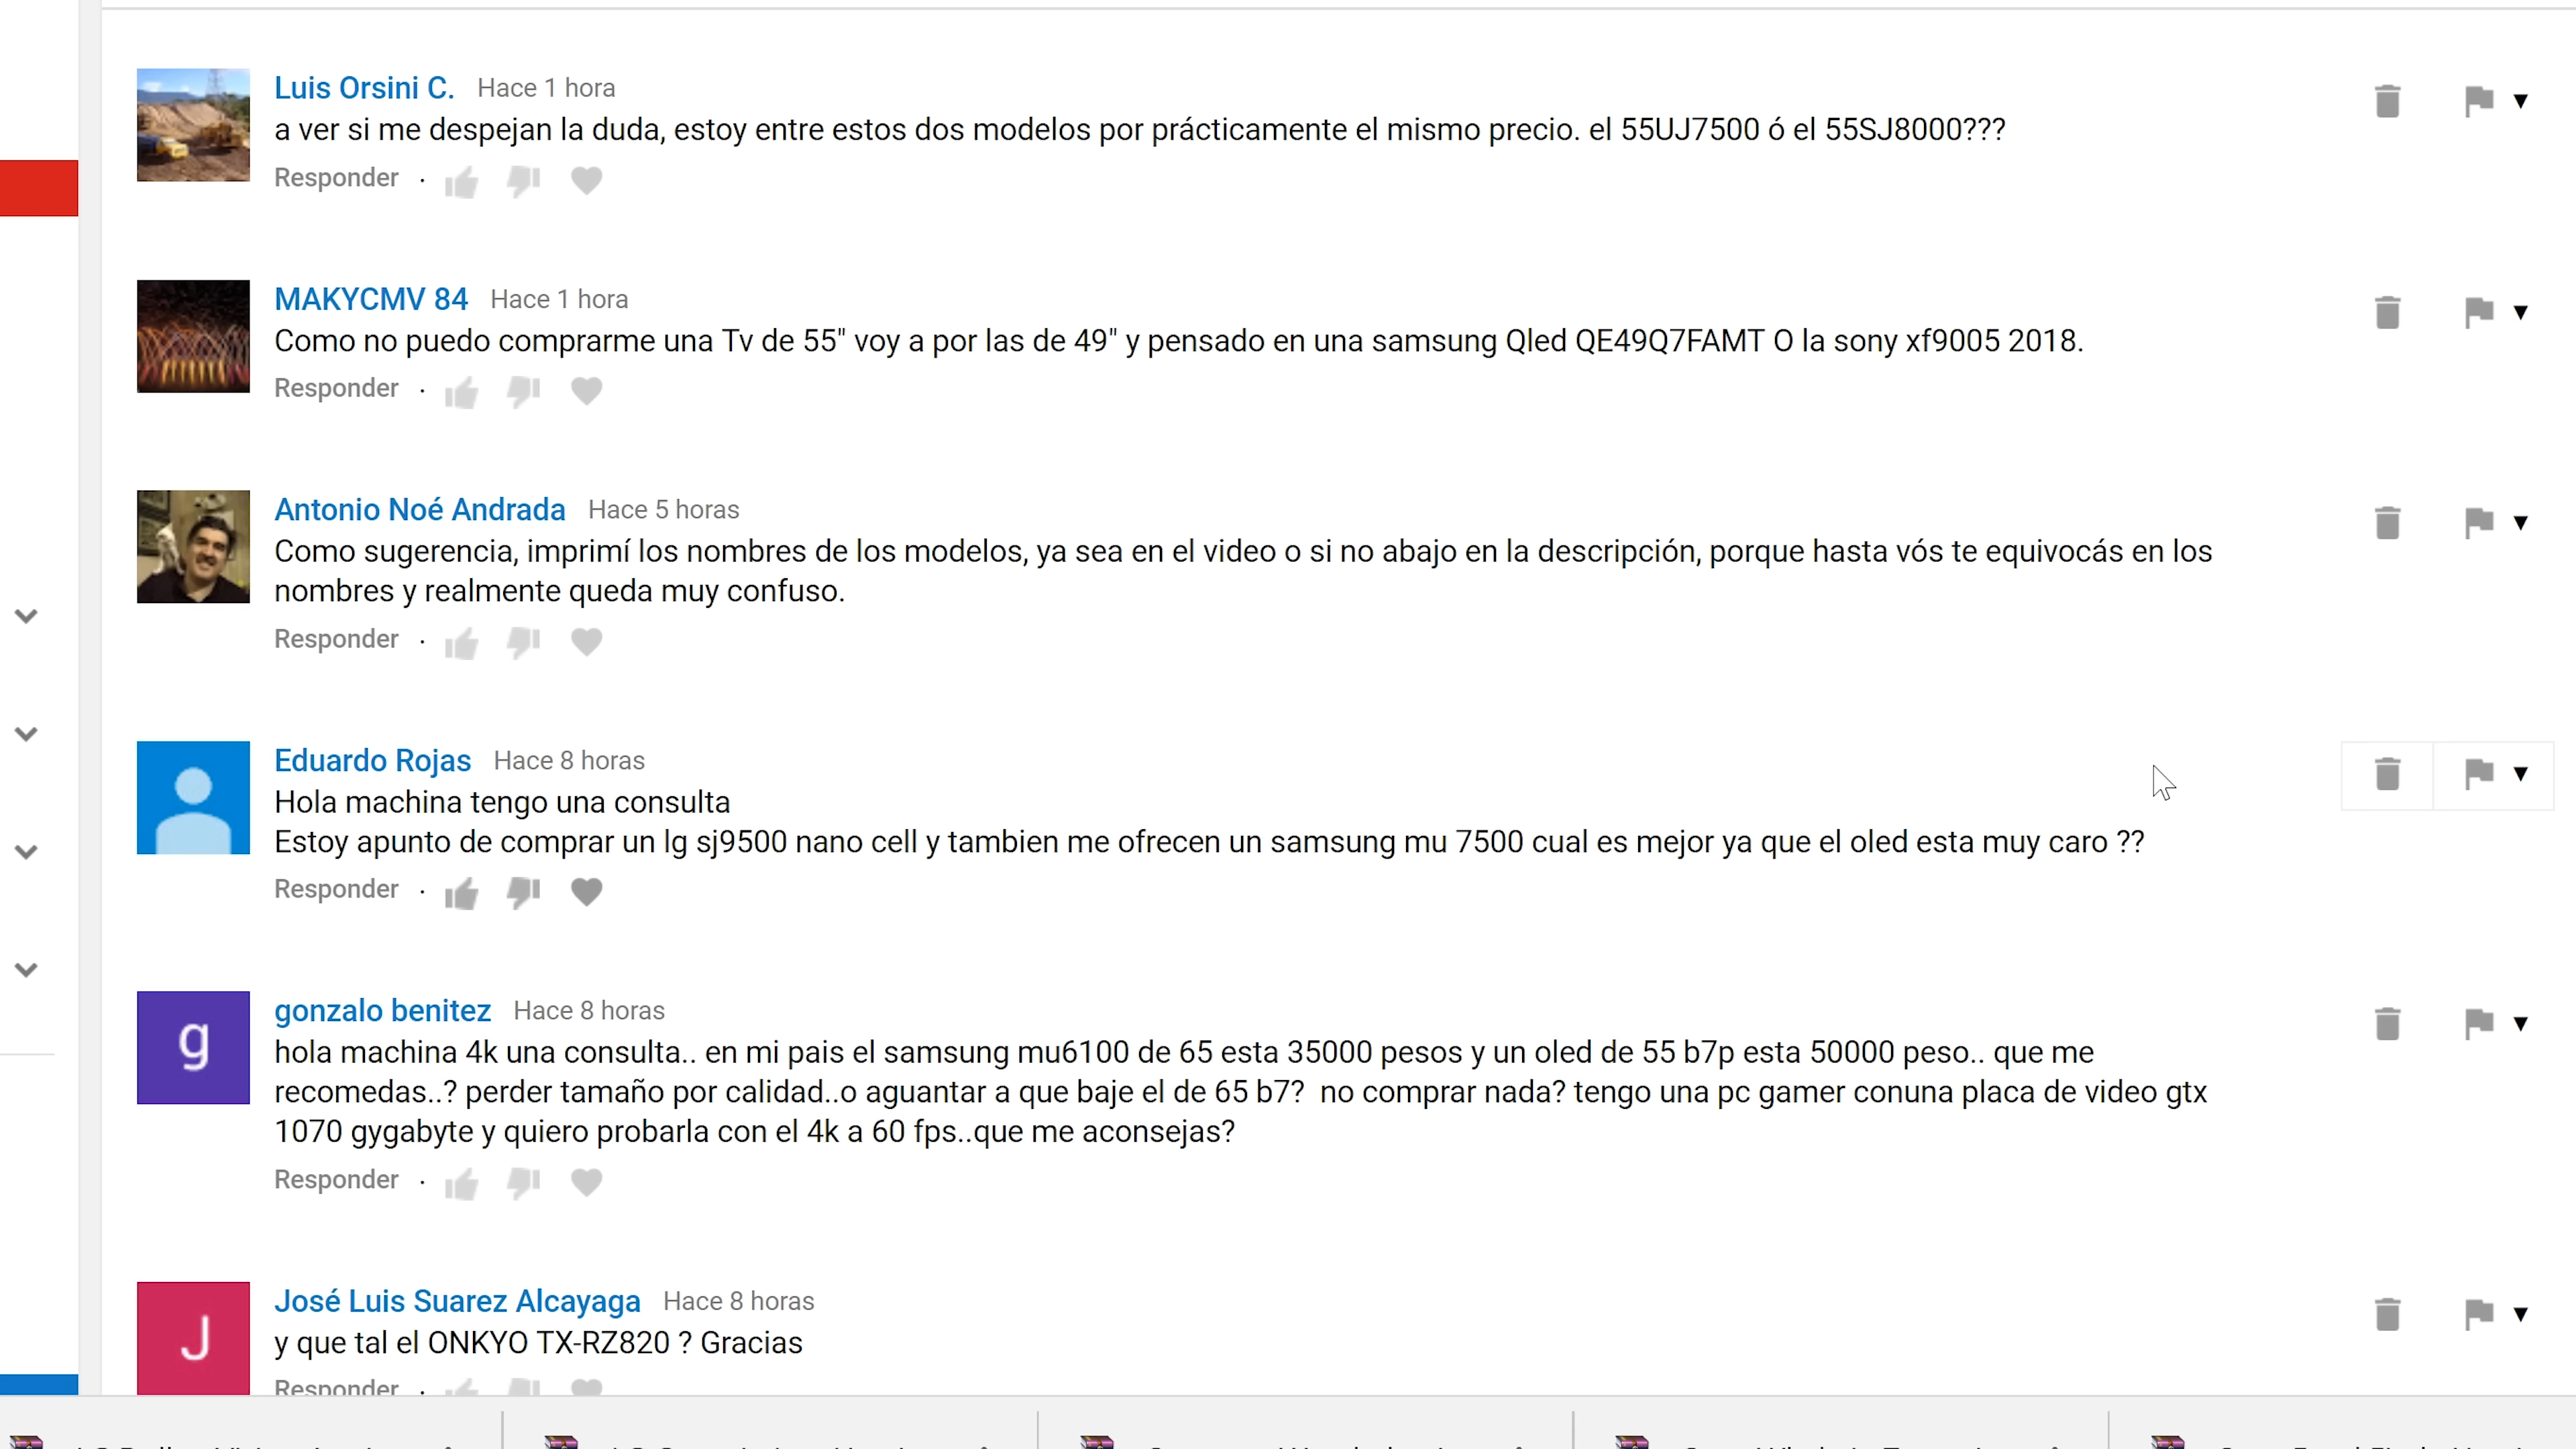 Luis Orsini C. Hace 1 hora
a ver si me despejan la duda, estoy entre estos dos modelos por prácticamente el mismo precio. el 55UJ7500 ó el 55SJ8000???
Responder ·
MAKYCMV 84 Hace 1 hora
Como no puedo comprarme una Tv de 55" voy a por las de 49" y pensado en una samsung Qled QE49Q7FAMT O la sony xf9005 2018.
Responder ·
Antonio Noé Andrada Hace 5 horas
Como sugerencia, imprimí los nombres de los modelos, ya sea en el video o si no abajo en la descripción, porque hasta vós te equivocás en los
nombres y realmente queda muy confuso.
Responder ·
Eduardo Rojas Hace 8 horas
Hola machina tengo una consulta
Estoy apunto de comprar un lg sj9500 nano cell y tambien me ofrecen un samsung mu 7500 cual es mejor ya que el oled esta muy caro ??
Responder ·
g
gonzalo benitez Hace 8 horas
hola machina 4k una consulta.. en mi pais el samsung mu6100 de 65 esta 35000 pesos y un oled de 55 b7p esta 50000 peso.. que me
recomedas..? perder tamaño por calidad..o aguantar a que baje el de 65 b7?  no comprar nada? tengo una pc gamer conuna placa de video gtx
1070 gygabyte y quiero probarla con el 4k a 60 fps..que me aconsejas?
Responder ·
J
José Luis Suarez Alcayaga Hace 8 horas
y que tal el ONKYO TX-RZ820 ? Gracias
Responder ·